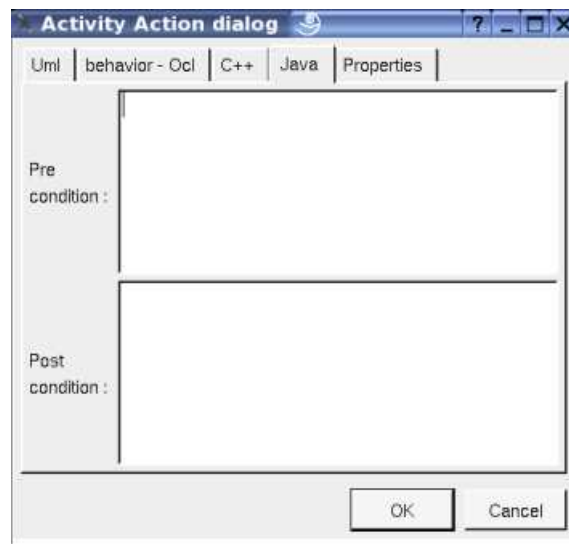 Activity Action dialog
Uml behavior - Ocl C++ Java Properties
Pre
condition :
Post
condition :
OK Cancel